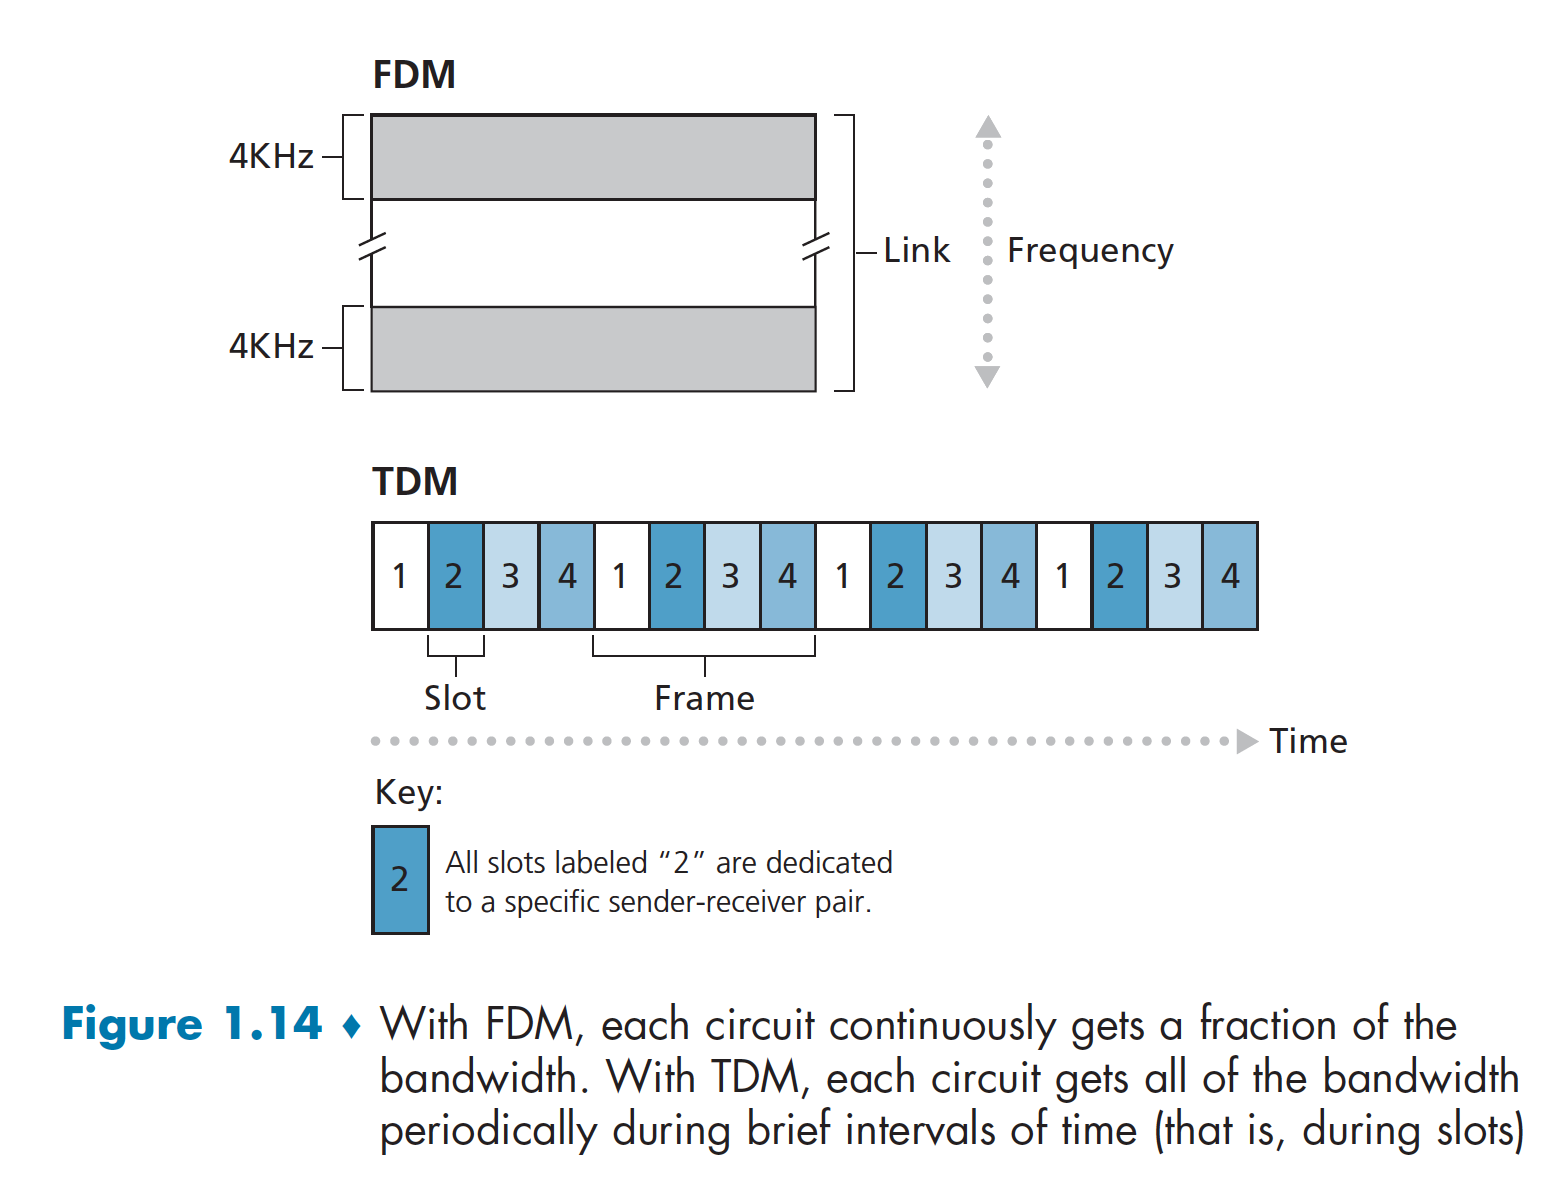 FDM
4KHz
Link
Frequency
4KHz
TDM
1 2 3 4 1 2 3 4 1 2 3 4 1 2 3 4
Slot
Frame
Time
Key:
2
All slots labeled “2” are dedicated
to a specific sender-receiver pair.
Figure 1.14 ♦ With FDM, each circuit continuously gets a fraction of the
bandwidth. With TDM, each circuit gets all of the bandwidth
periodically during brief intervals of time (that is, during slots)